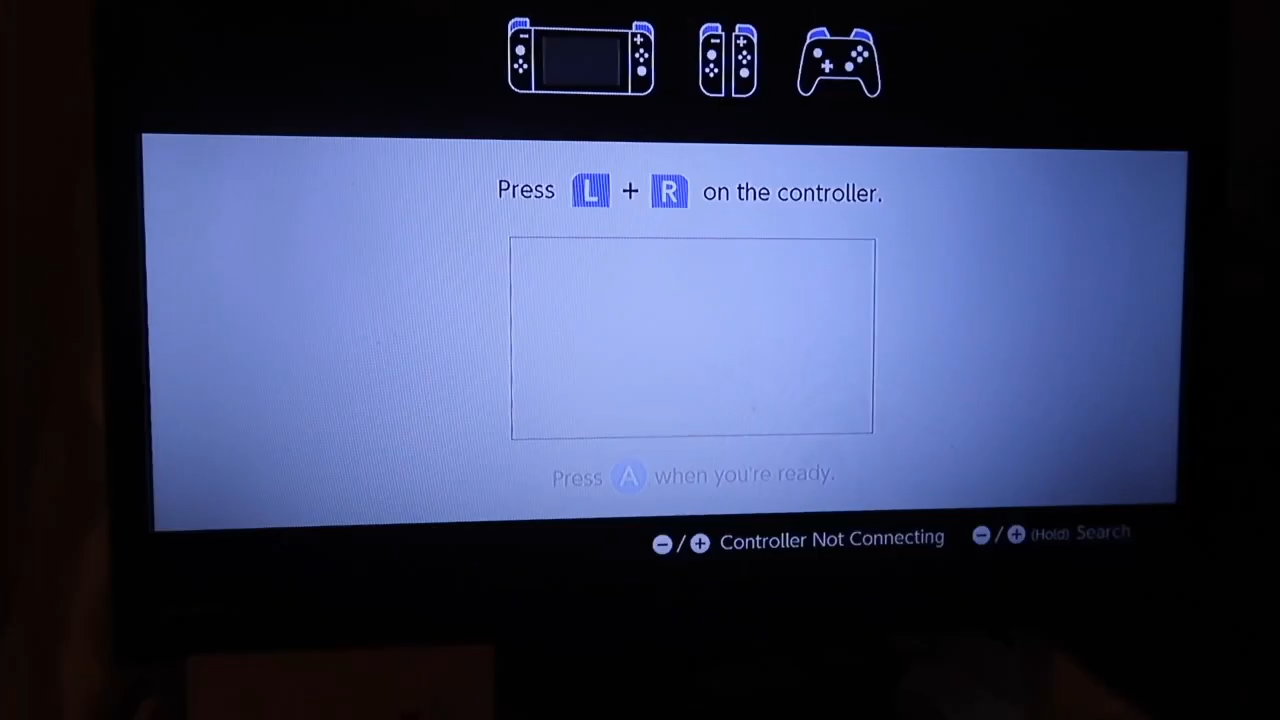 Press L + R on the controller.
Press A when you're ready.
-/+ Controller Not Connecting -/+ (Hold) Search